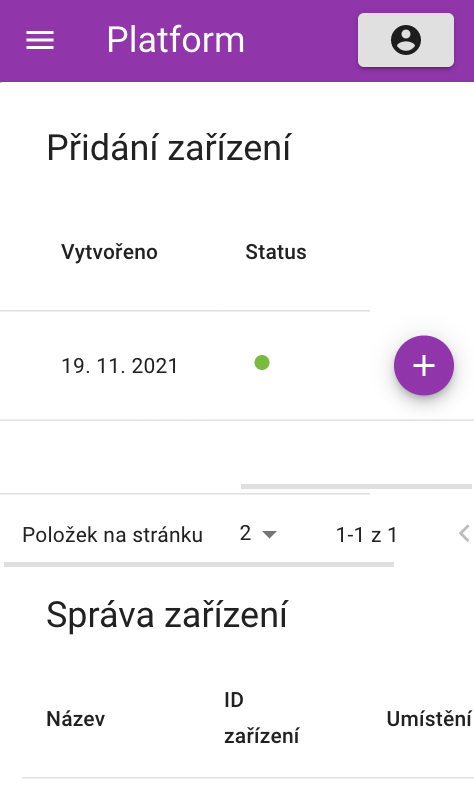 Platform
Přidání zařízení
Vytvořeno Status
19. 11. 2021
Položek na stránku 2 1-1 z 1
Správa zařízení
Název ID zařízení Umístění